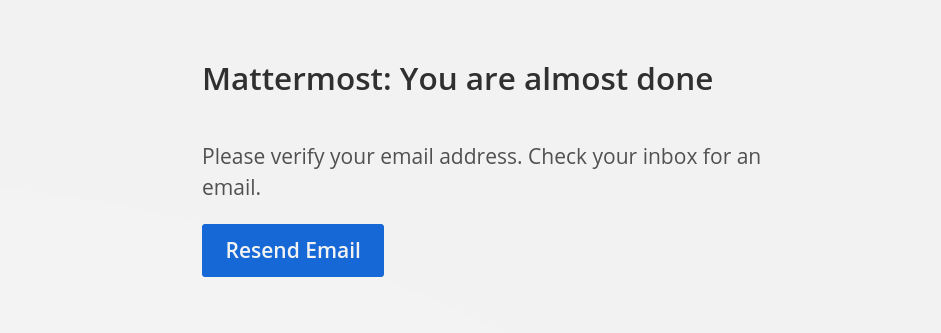 Mattermost: You are almost done
Please verify your email address. Check your inbox for an
email.
Resend Email